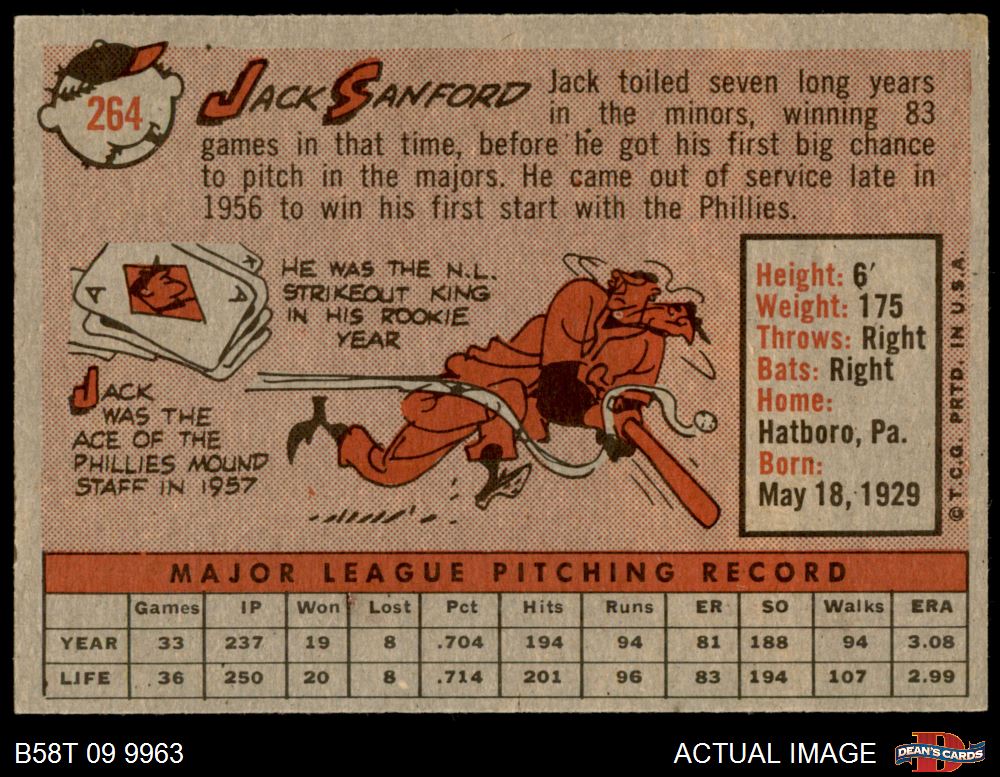 264
JACK SANFORD
Jack toiled seven long years
in the minors, winning 83
games in that time, before he got his first big chance
to pitch in the majors. He came out of service late in
1956 to win his first start with the Phillies.
A
K
A
HE WAS THE N.L.
STRIKEOUT KING
IN HIS ROOKIE
YEAR
JACK
WAS THE
ACE OF THE
PHILLIES MOUND
STAFF IN 1957
Height: 6'
Weight: 175
Throws: Right
Bats: Right
Home:
Hatboro, Pa.
Born:
May 18, 1929
© T.C.G. PRTD. IN U.S.A.
MAJOR LEAGUE PITCHING RECORD
Games IP Won Lost Pct Hits Runs ER SO Walks ERA
YEAR 33 237 19 8 .704 194 94 81 188 94 3.08
LIFE 36 250 20 8 .714 201 96 83 194 107 2.99
B58T 09 9963
ACTUAL IMAGE
D
DEAN'S CARDS